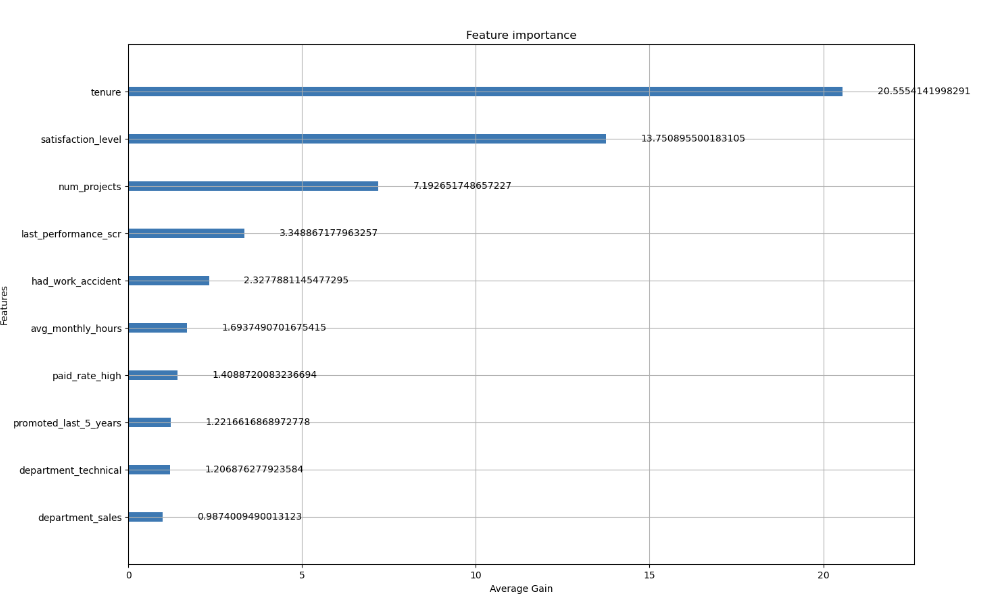 Feature importance
tenure 20.5554141998291
satisfaction_level 13.750895500183105
num_projects 7.192651748657227
last_performance_scr 3.348867177963257
had_work_accident 2.3277881145477295
Features
avg_monthly_hours 1.6937490701675415
paid_rate_high 1.4088720083236694
promoted_last_5_years 1.2216616868972778
department_technical 1.206876277923584
department_sales 0.9874009490013123
0 5 10 15 20
Average Gain